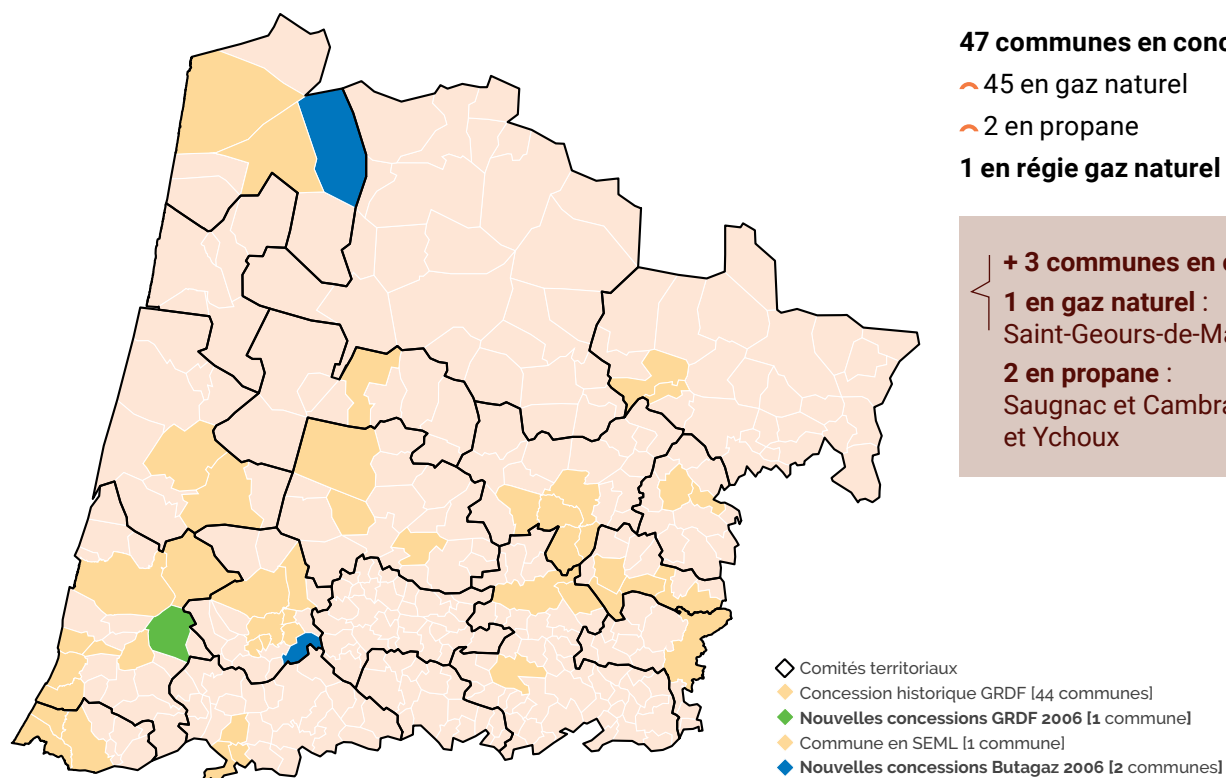 47 communes en
45 en gaz naturel
2 en propane
1 en régie gaz naturel
+ 3 communes en
1 en gaz naturel :
Saint-Geours-de-Ma
2 en propane :
Saugnac et Cambra
et Ychoux
Comités territoriaux
Concession historique GRDF [44 communes]
Nouvelles concessions GRDF 2006 [1 commune]
Commune en SEML [1 commune]
Nouvelles concessions Butagaz 2006 [2 communes]